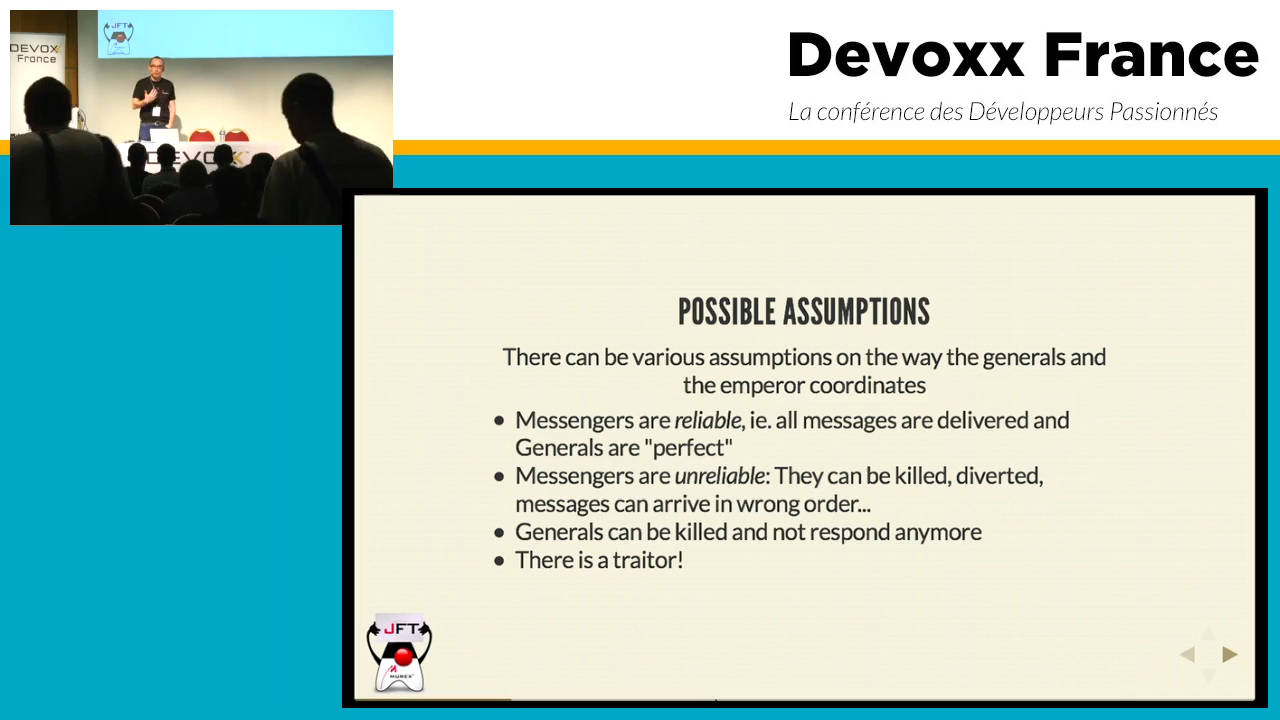 JFT
DEVOX
France
DEVOX
Devoxx France
La conférence des Développeurs Passionnés
POSSIBLE ASSUMPTIONS
There can be various assumptions on the way the generals and
the emperor coordinates
• Messengers are reliable, ie. all messages are delivered and
Generals are "perfect"
• Messengers are unreliable: They can be killed, diverted,
messages can arrive in wrong order...
• Generals can be killed and not respond anymore
• There is a traitor!
JFT
MUREX